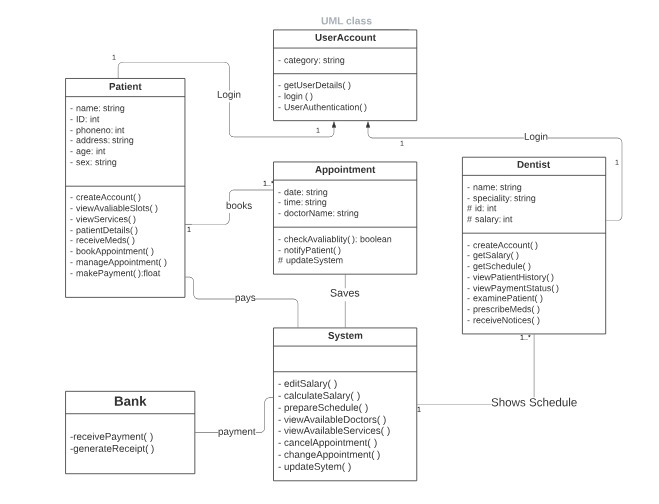 UML class
UserAccount
- category: string
- getUserDetails( )
- login ( )
- UserAuthentication( )
1
Login
1
Patient
- name: string
- ID: int
- phoneno: int
- address: string
- age: int
- sex: string
- createAccount( )
- viewAvaliableSlots( )
- viewServices( )
- patientDetails( )
- receiveMeds( )
- bookAppointment( )
- manageAppointment( )
- makePayment( ):float
1
books
1..*
Appointment
- date: string
- time: string
- doctorName: string
- checkAvaliablity( ): boolean
- notifyPatient( )
# updateSystem
1
Login
1
Dentist
- name: string
- speciality: string
# id: int
# salary: int
- createAccount( )
- getSalary( )
- getSchedule( )
- viewPatientHistory( )
- viewPaymentStatus( )
- examinePatient( )
- prescribeMeds( )
- receiveNotices( )
1..*
pays
Saves
System
- editSalary( )
- calculateSalary( )
- prepareSchedule( )
- viewAvailableDoctors( )
- viewAvailableServices( )
- cancelAppointment( )
- changeAppointment( )
- updateSytem( )
1
Shows Schedule
Bank
-receivePayment( )
-generateReceipt( )
payment